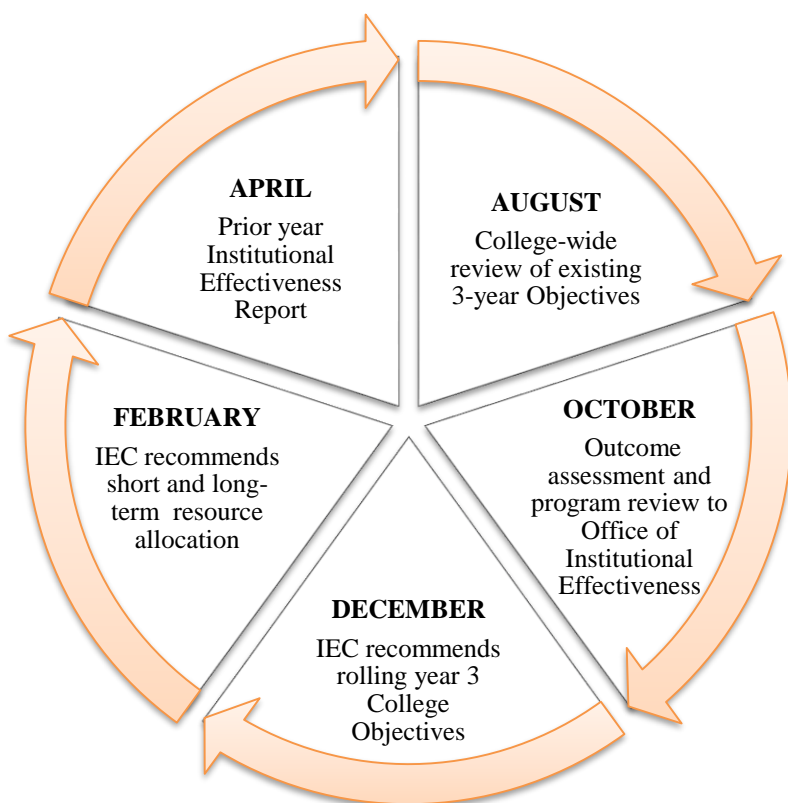 APRIL
Prior year
Institutional
Effectiveness
Report
AUGUST
College-wide
review of existing
3-year Objectives
OCTOBER
Outcome
assessment and
program review to
Office of
Institutional
Effectiveness
DECEMBER
IEC recommends
rolling year 3
College
Objectives
FEBRUARY
IEC recommends
short and long-
term resource
allocation